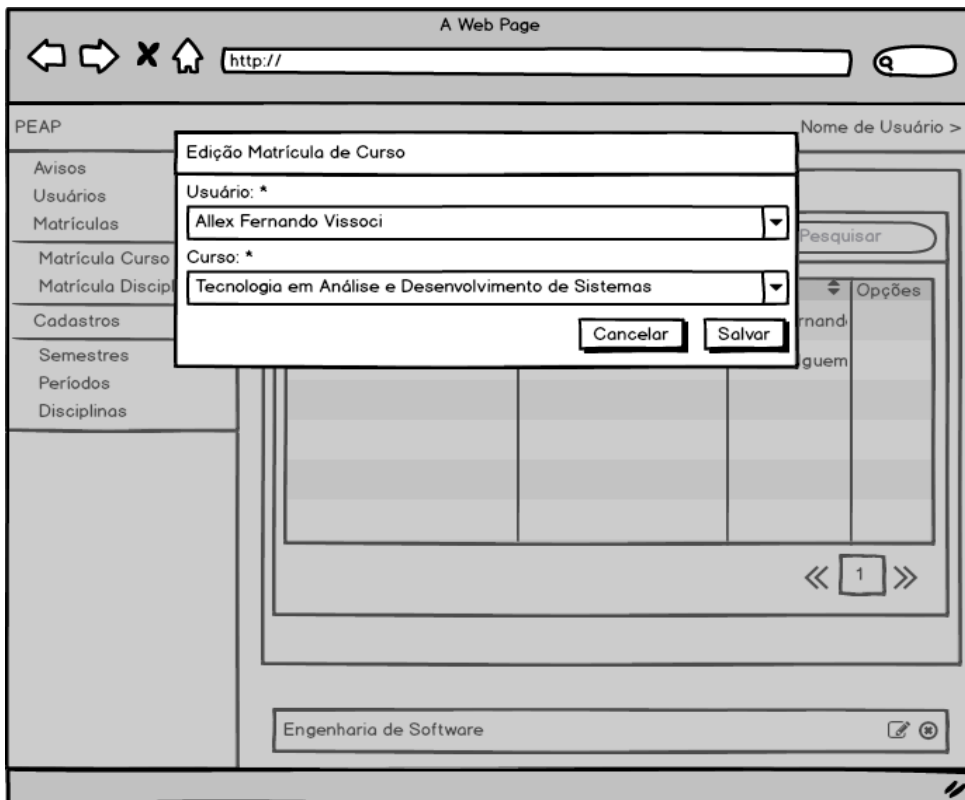 A Web Page
http://
PEAP
Nome de Usuário >
Edição Matrícula de Curso
Usuário: *
Allex Fernando Vissoci
Curso: *
Tecnologia em Análise e Desenvolvimento de Sistemas
Cancelar
Salvar
Avisos
Usuários
Matrículas
Matrícula Curso
Matrícula Discipl
Cadastros
Semestres
Períodos
Disciplinas
Pesquisar
Opções
rnand
guem
1
Engenharia de Software